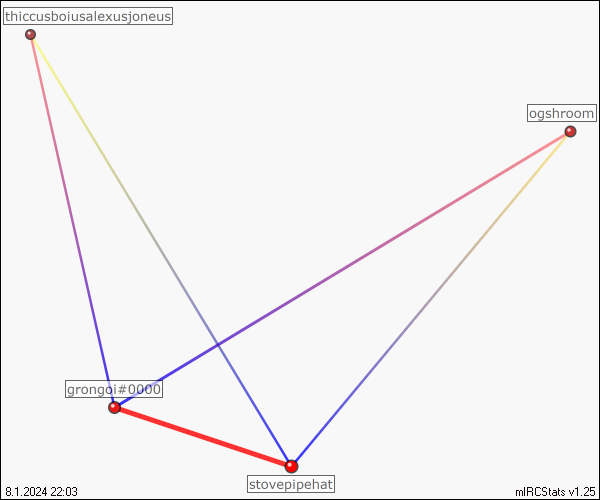 thiccusboiusalexusjoneus
ogshroom
grongoi#0000
stovepipehat
8.1.2024 22:03
mIRCStats v1.25